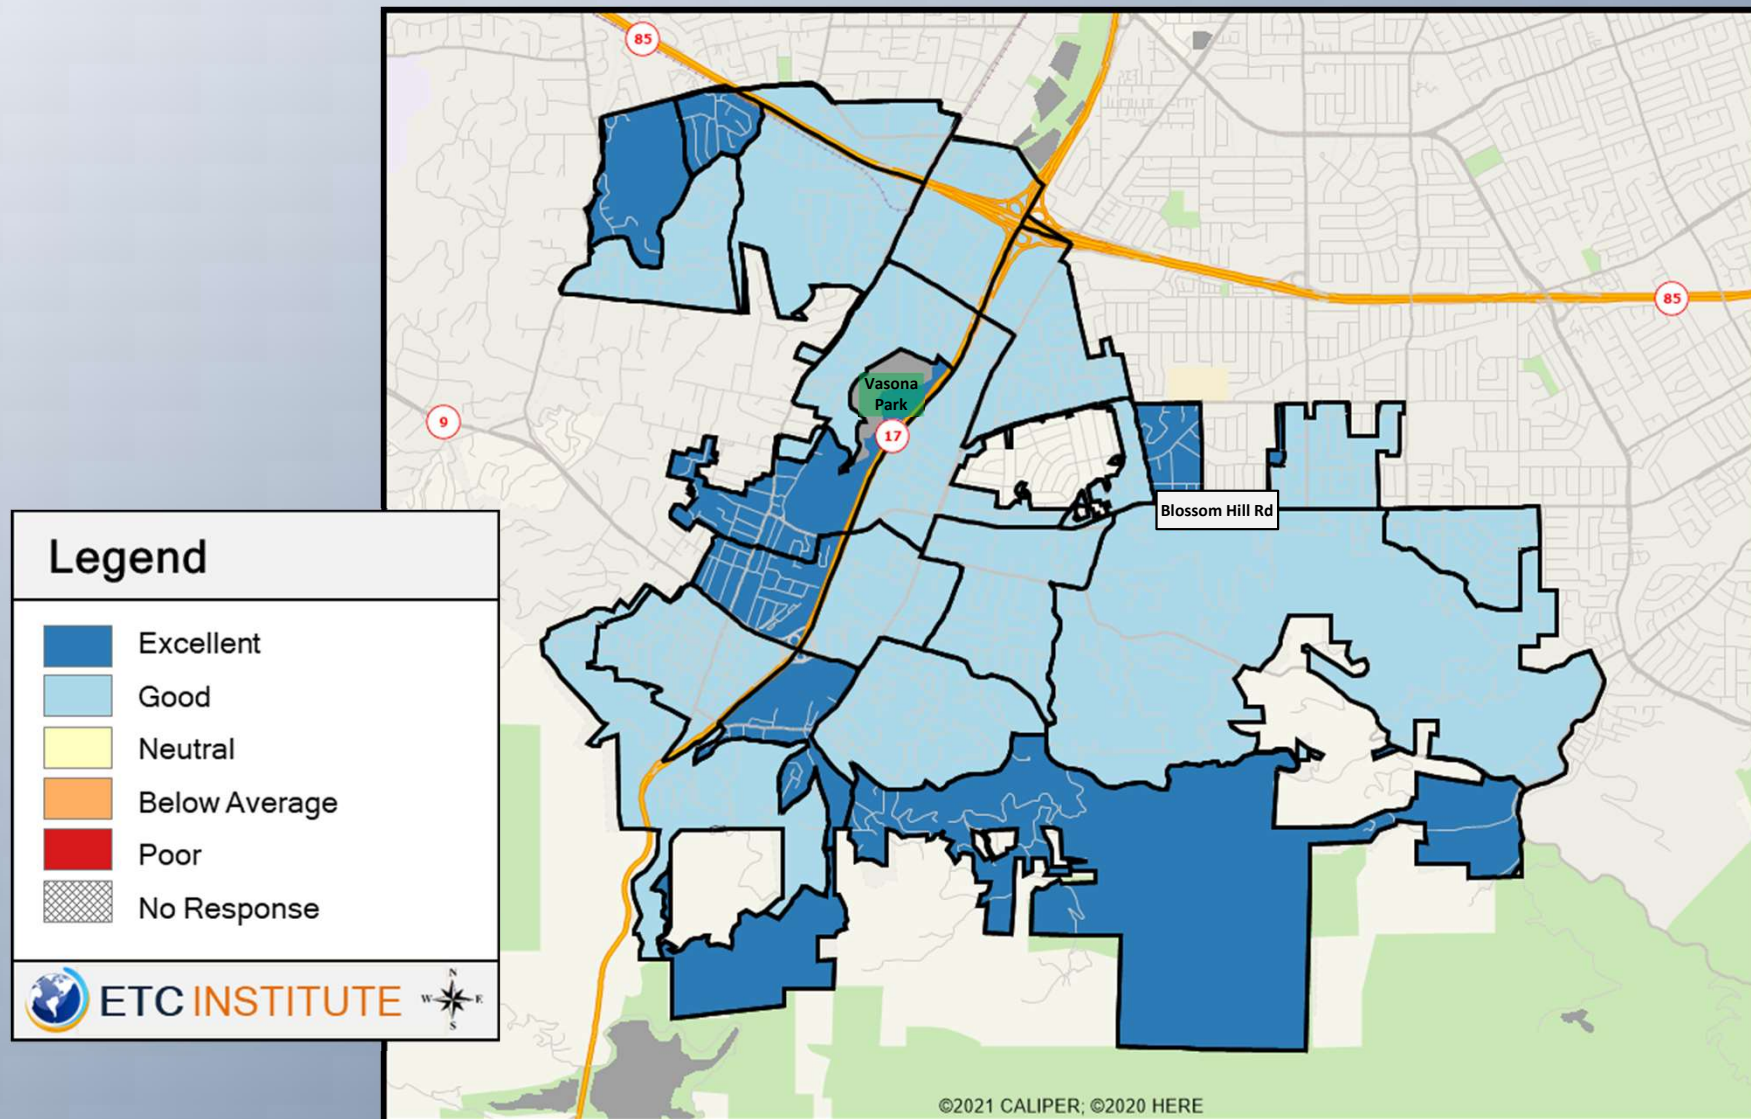 85
85
9
Vasona
Park
17
Blossom Hill Rd
Legend
Excellent
Good
Neutral
Below Average
Poor
No Response
ETC INSTITUTE
N
W E
S
©2021 CALIPER; ©2020 HERE